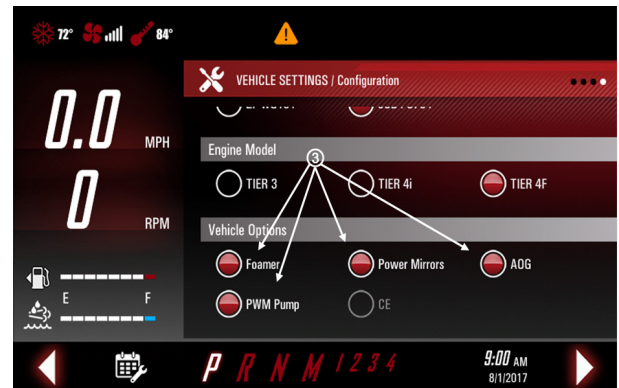 72° 84°
VEHICLE SETTINGS / Configuration
0.0 MPH
Engine Model
3
TIER 3 TIER 4i TIER 4F
0 RPM
Vehicle Options
Foamer Power Mirrors AOG
E F
PWM Pump CE
P R N M 1 2 3 4
9:00 AM
8/1/2017